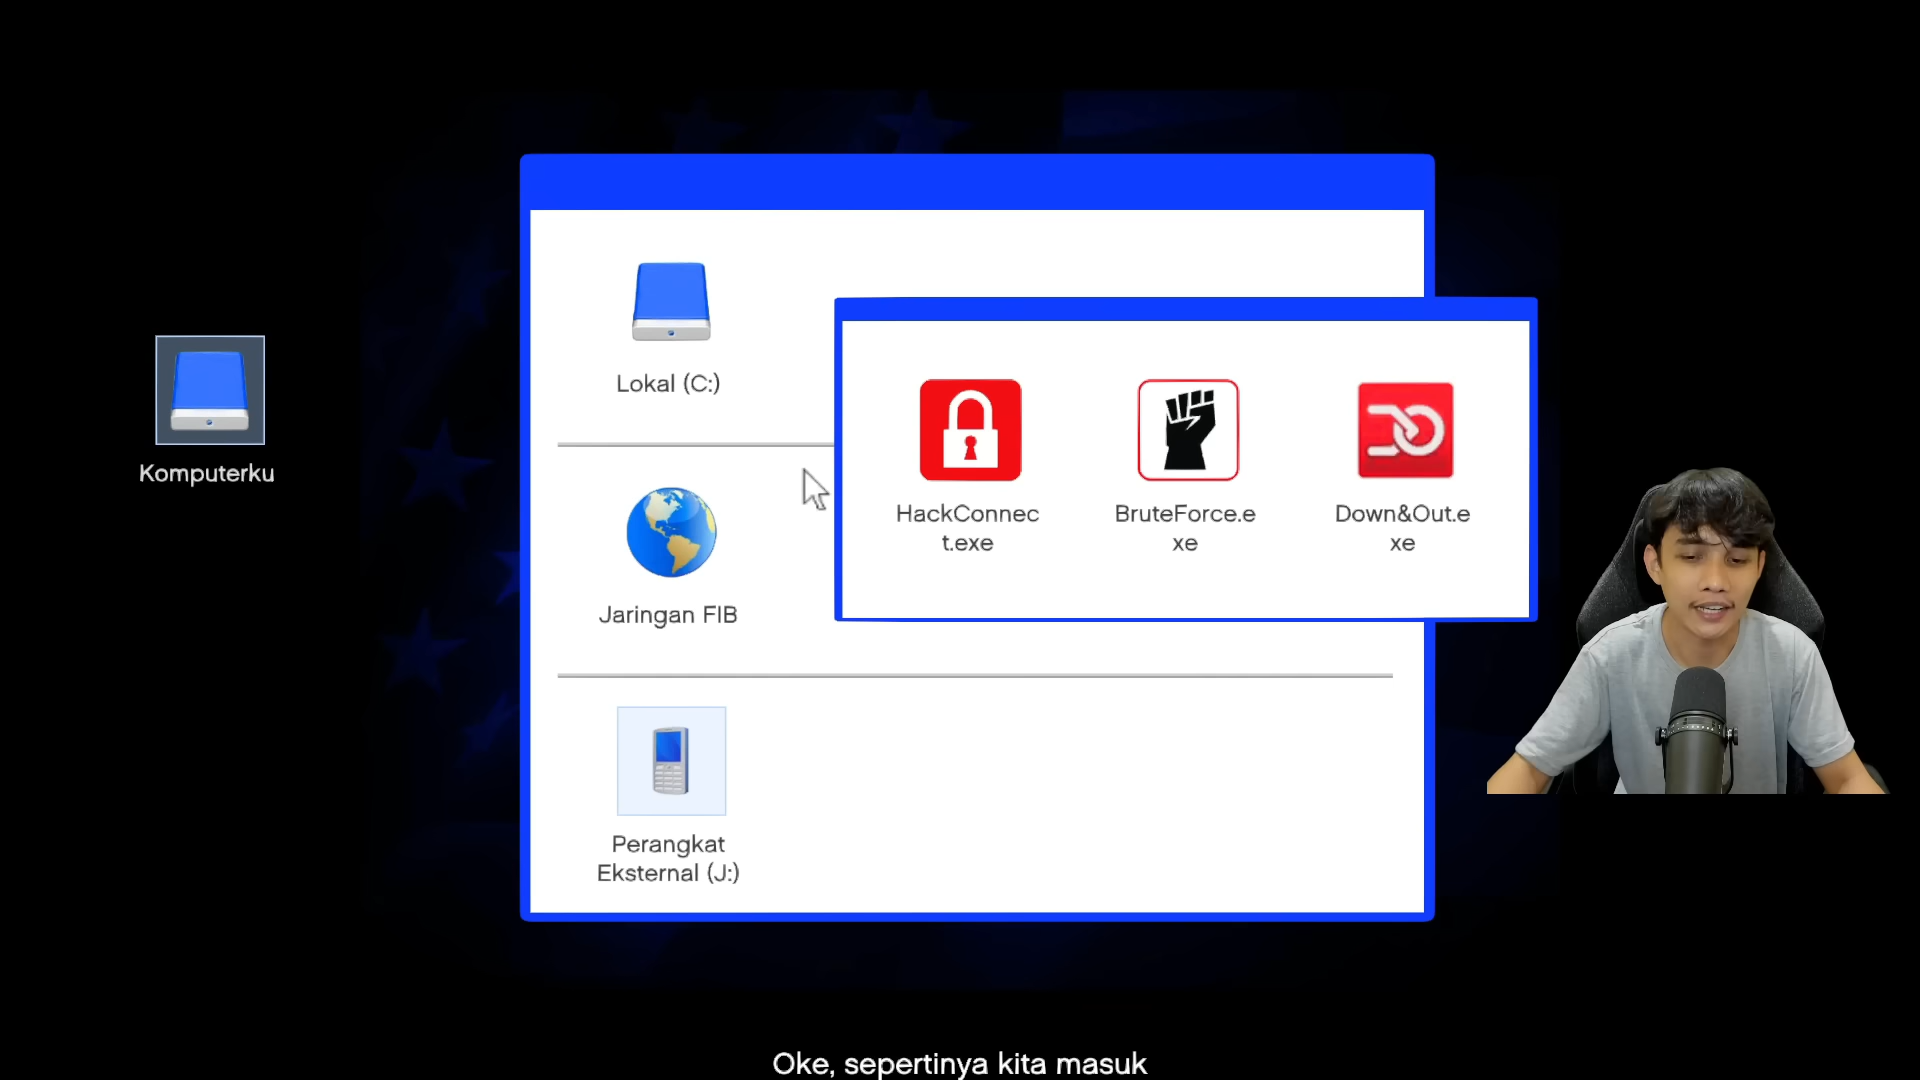 Komputerku
Lokal (C:)
Jaringan FIB
Perangkat
Eksternal (J:)
HackConnec
t.exe
BruteForce.e
xe
Down&Out.e
xe
Oke, sepertinya kita masuk